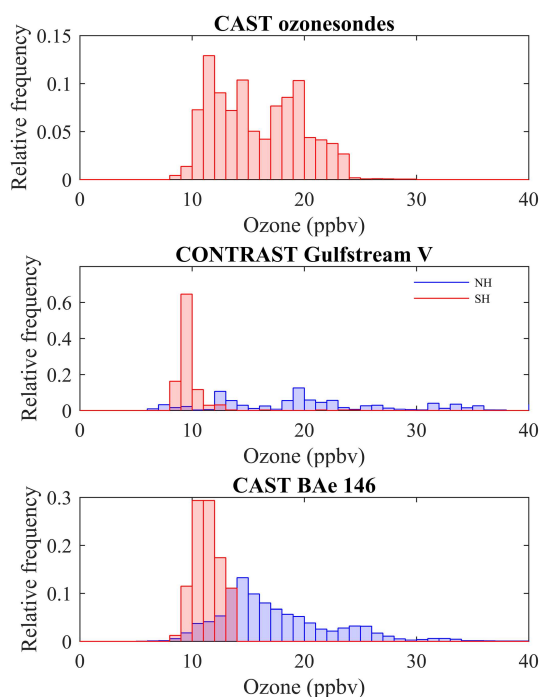 CAST ozonesondes
0.15
0.1
0.05
0
0 10 20 30 40
Relative frequency
Ozone (ppbv)
CONTRAST Gulfstream V
0.6
0.4
0.2
0
0 10 20 30 40
Relative frequency
Ozone (ppbv)
NH
SH
CAST BAe 146
0.3
0.2
0.1
0
0 10 20 30 40
Relative frequency
Ozone (ppbv)